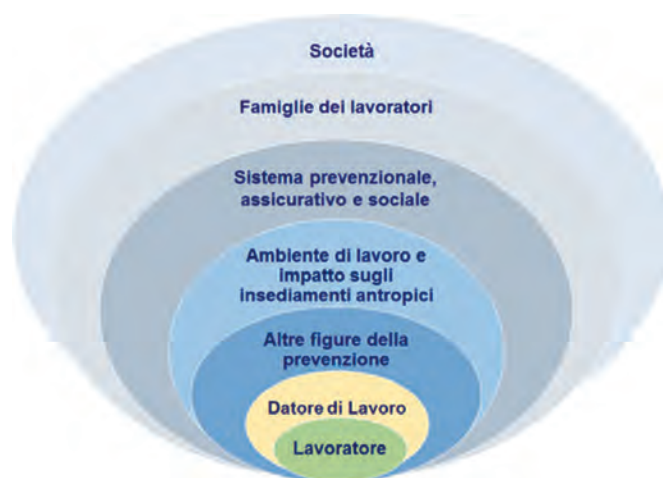 Società
Famiglie dei lavoratori
Sistema prevenzionale,
assicurativo e sociale
Ambiente di lavoro e
impatto sugli
insediamenti antropici
Altre figure della
prevenzione
Datore di Lavoro
Lavoratore